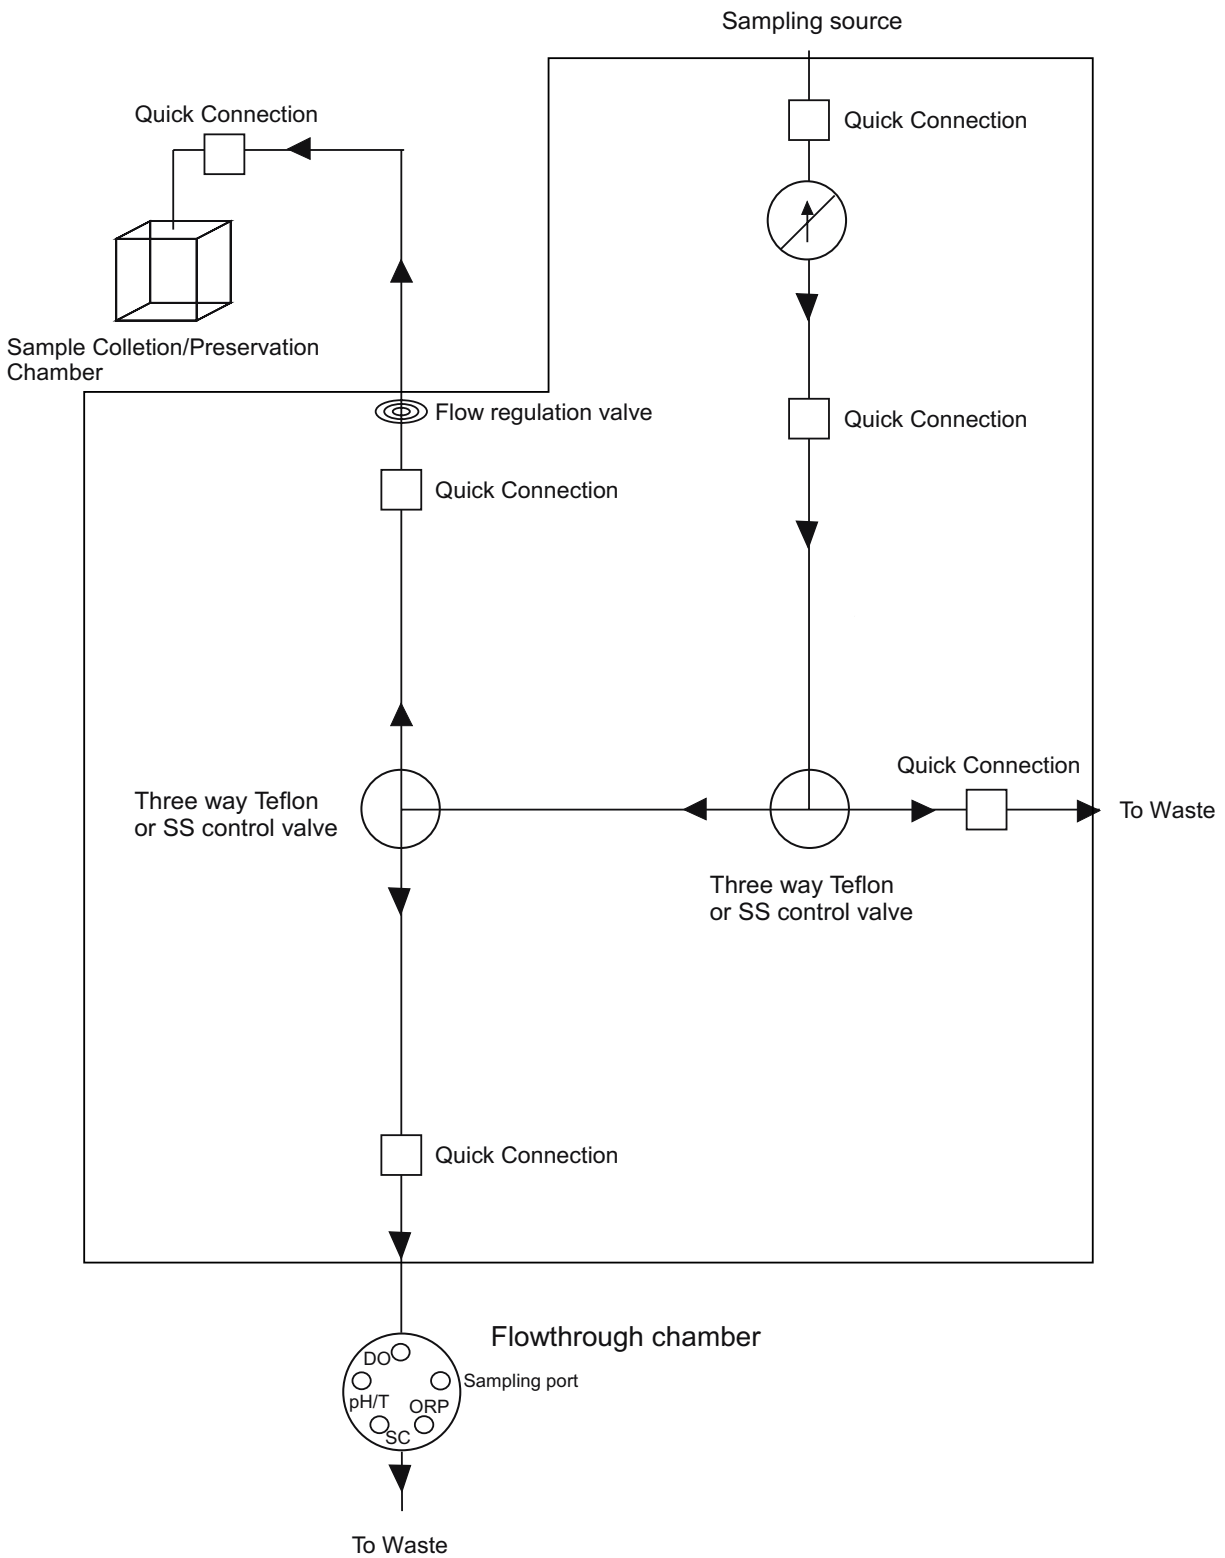 Sampling source
Quick Connection
Quick Connection
Sample Colletion/Preservation
Chamber
Flow regulation valve
Quick Connection
Quick Connection
Quick Connection
To Waste
Three way Teflon
or SS control valve
Three way Teflon
or SS control valve
Quick Connection
Flowthrough chamber
DO
Sampling port
pH/T
ORP
SC
To Waste